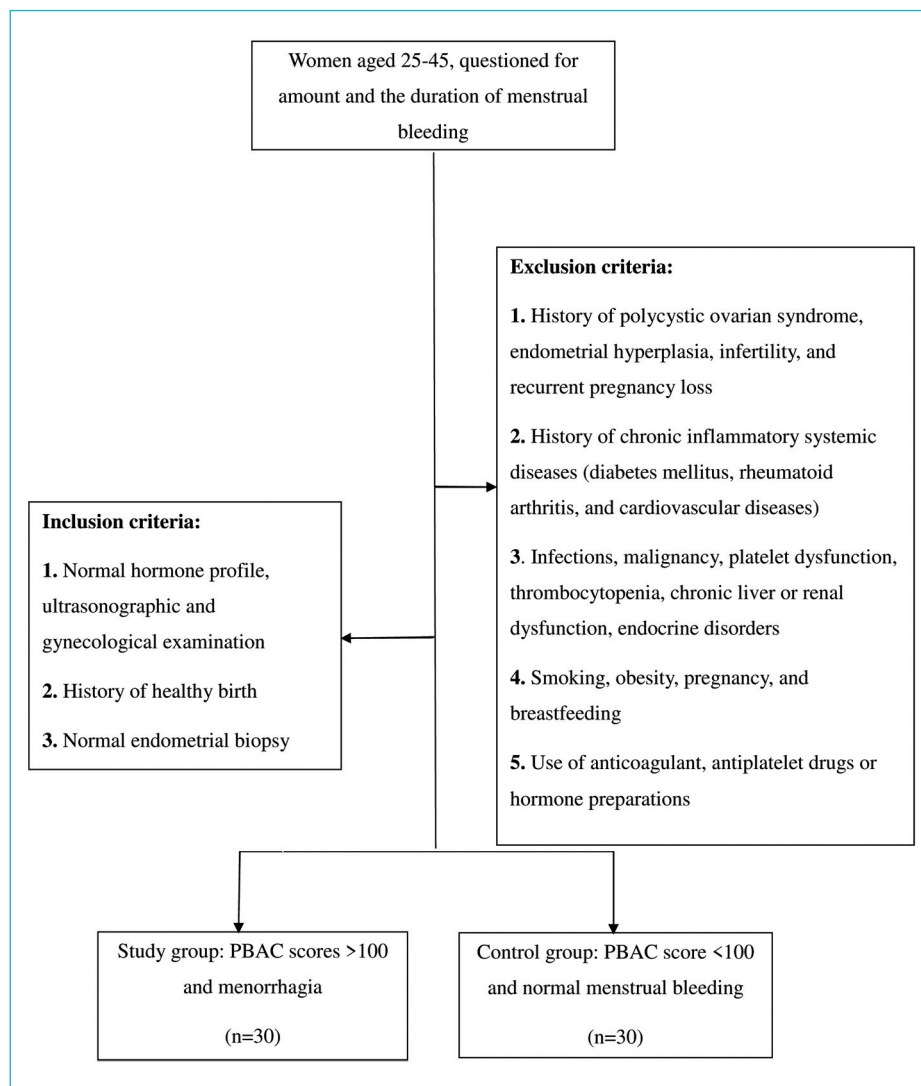 Women aged 25-45, questioned for
amount and the duration of menstrual
bleeding
Exclusion criteria:
1. History of polycystic ovarian syndrome,
endometrial hyperplasia, infertility, and
recurrent pregnancy loss
2. History of chronic inflammatory systemic
diseases (diabetes mellitus, rheumatoid
arthritis, and cardiovascular diseases)
3. Infections, malignancy, platelet dysfunction,
thrombocytopenia, chronic liver or renal
dysfunction, endocrine disorders
4. Smoking, obesity, pregnancy, and
breastfeeding
5. Use of anticoagulant, antiplatelet drugs or
hormone preparations
Inclusion criteria:
1. Normal hormone profile,
ultrasonographic and
gynecological examination
2. History of healthy birth
3. Normal endometrial biopsy
Study group: PBAC scores >100
and menorrhagia
(n=30)
Control group: PBAC score <100
and normal menstrual bleeding
(n=30)